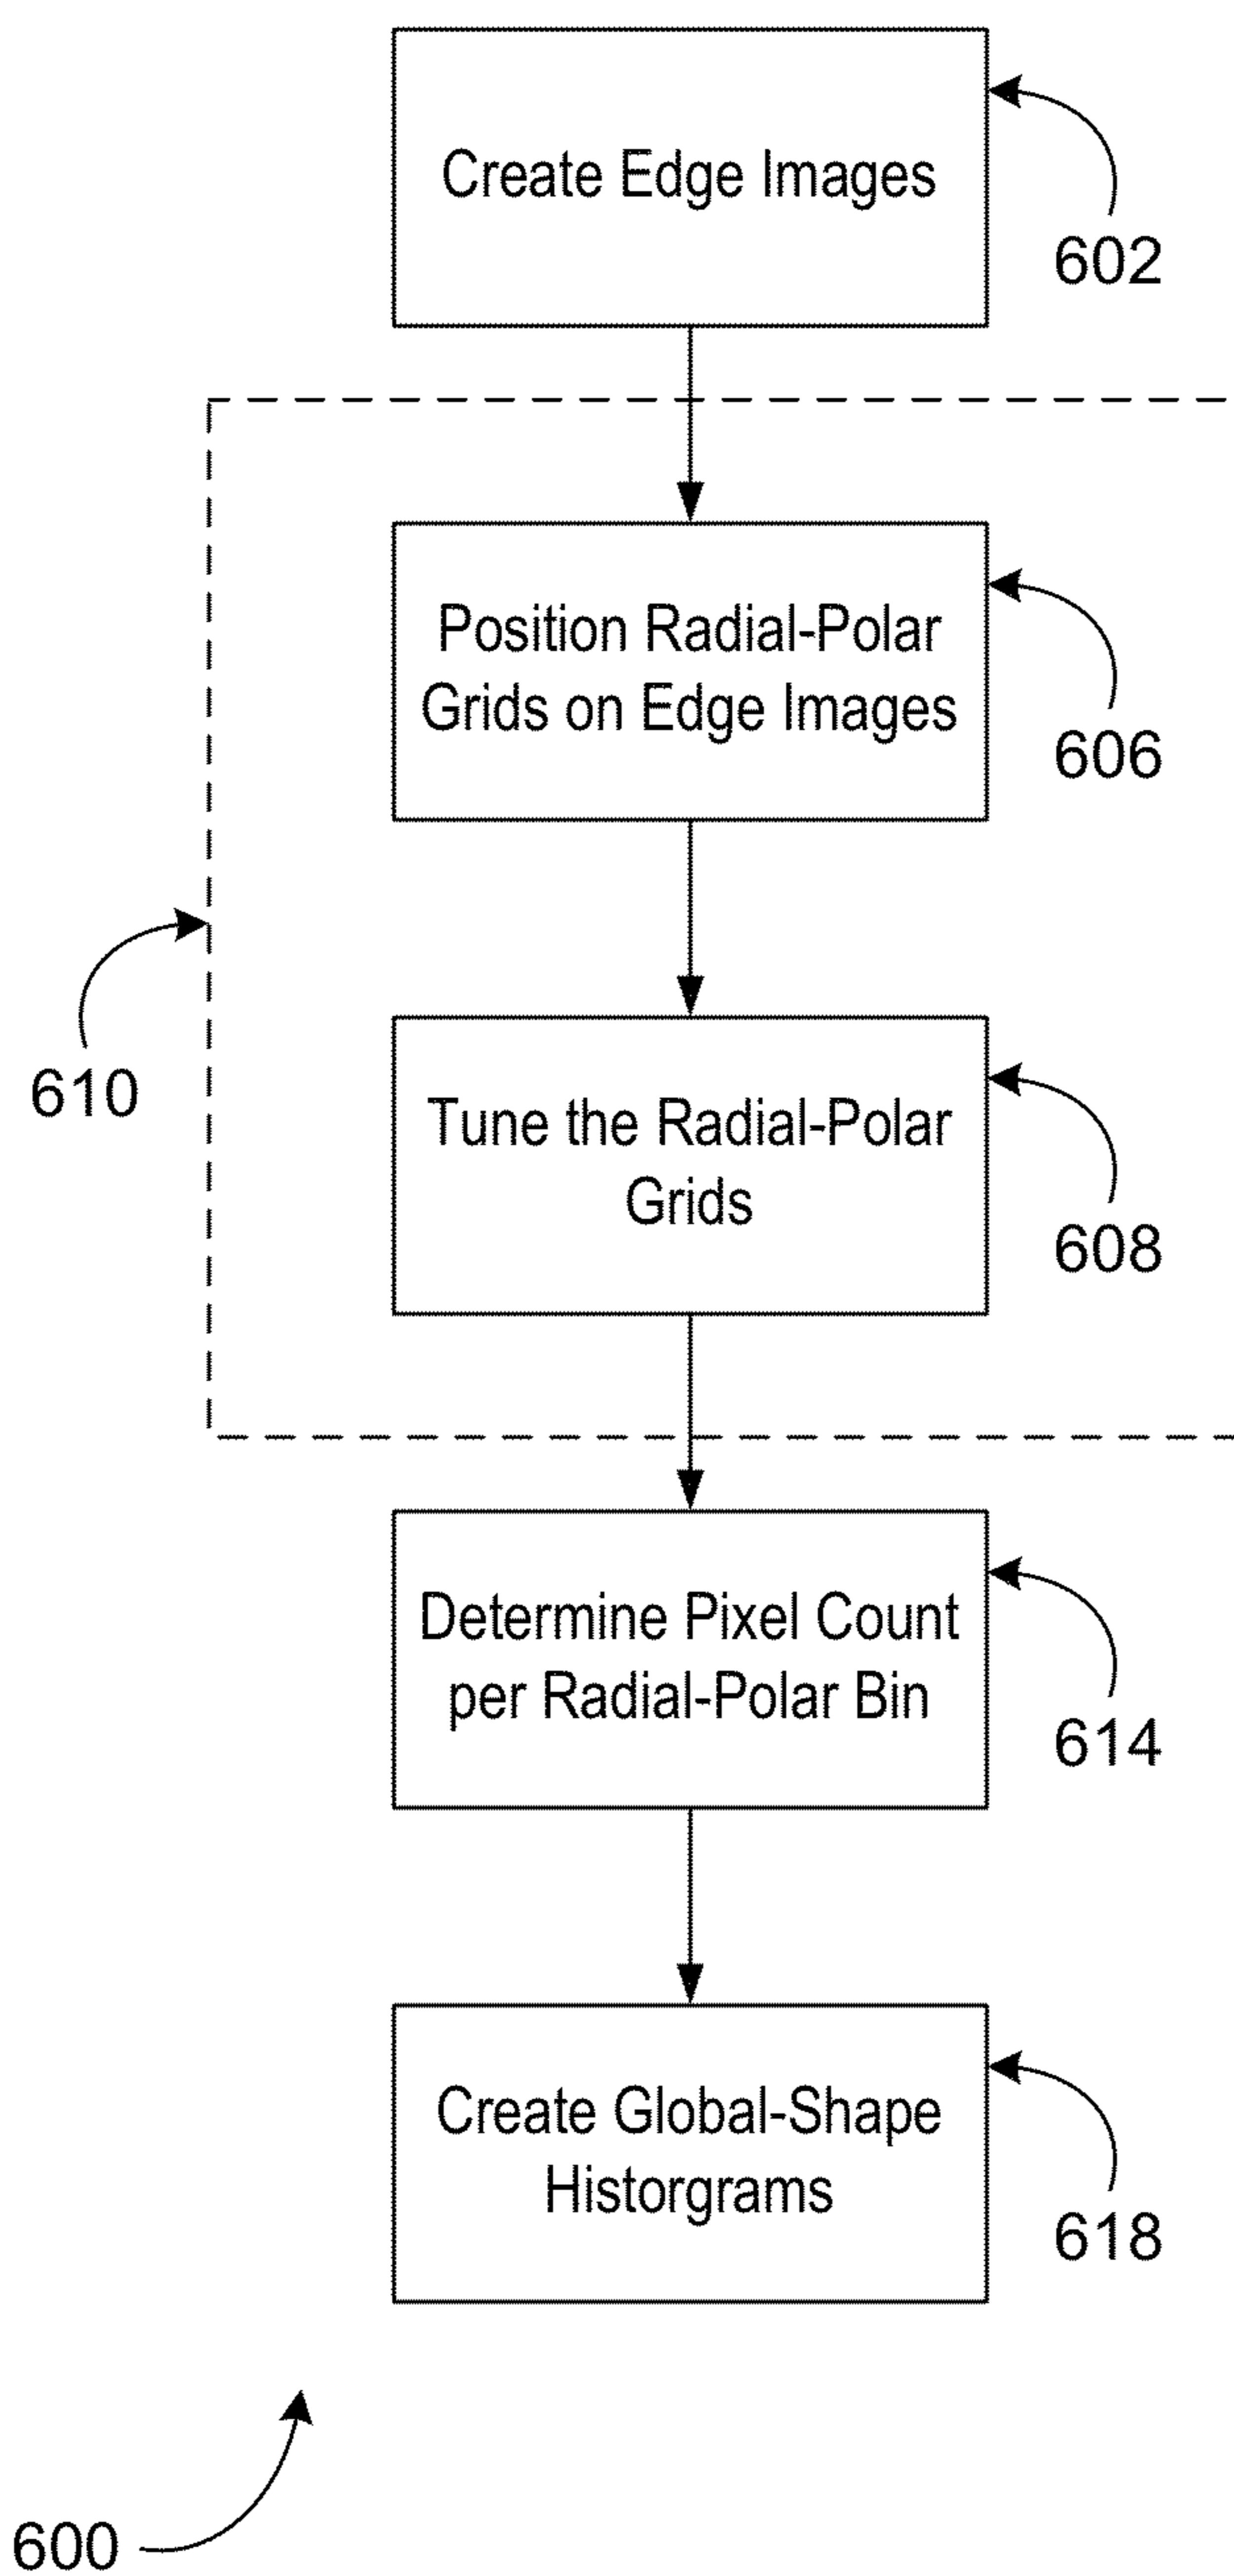 Create Edge Images
602
Position Radial-Polar
Grids on Edge Images
606
610
Tune the Radial-Polar
Grids
608
Determine Pixel Count
per Radial-Polar Bin
614
Create Global-Shape
Historgrams
618
600